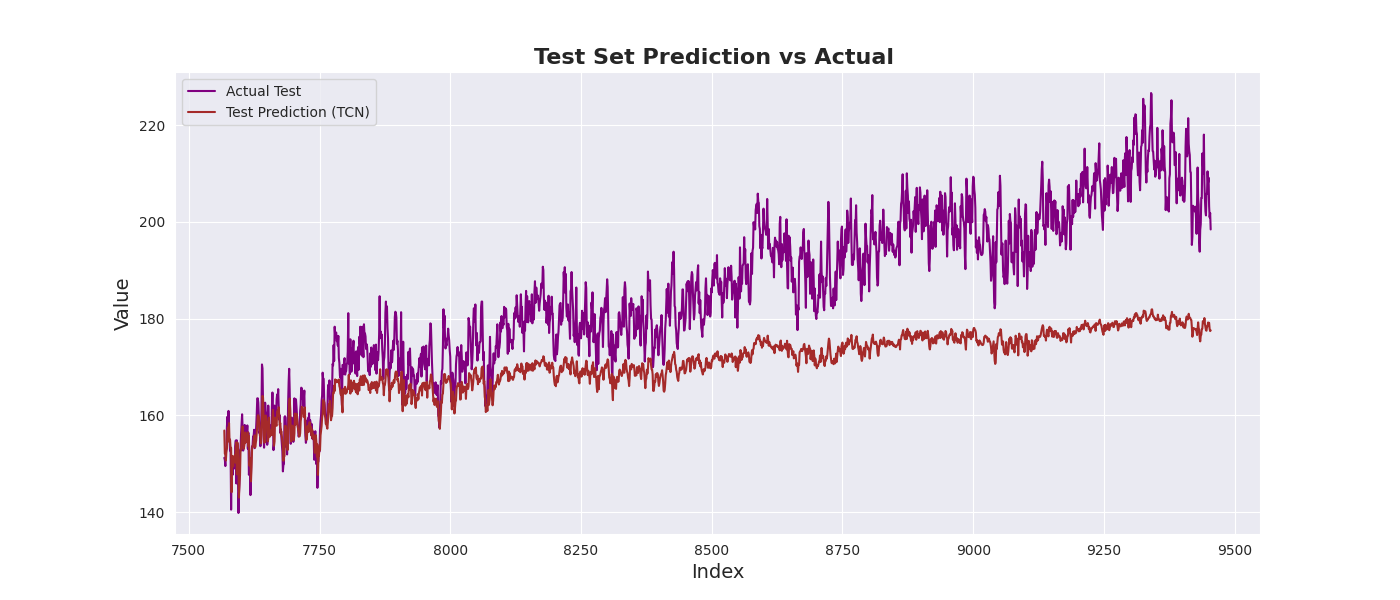 Test Set Prediction vs Actual
Actual Test
Test Prediction (TCN)
Value
220
200
180
160
140
7500 7750 8000 8250 8500 8750 9000 9250 9500
Index